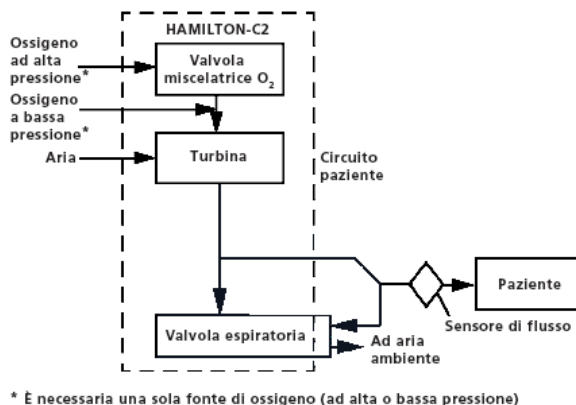 HAMILTON-C2
Ossigeno
ad alta
pressione*
Valvola
miscelatrice O₂
Ossigeno
a bassa
pressione*
Aria
Turbina
Circuito
paziente
Paziente
Sensore di flusso
Valvola espiratoria
Ad aria
ambiente
* È necessaria una sola fonte di ossigeno (ad alta o bassa pressione)